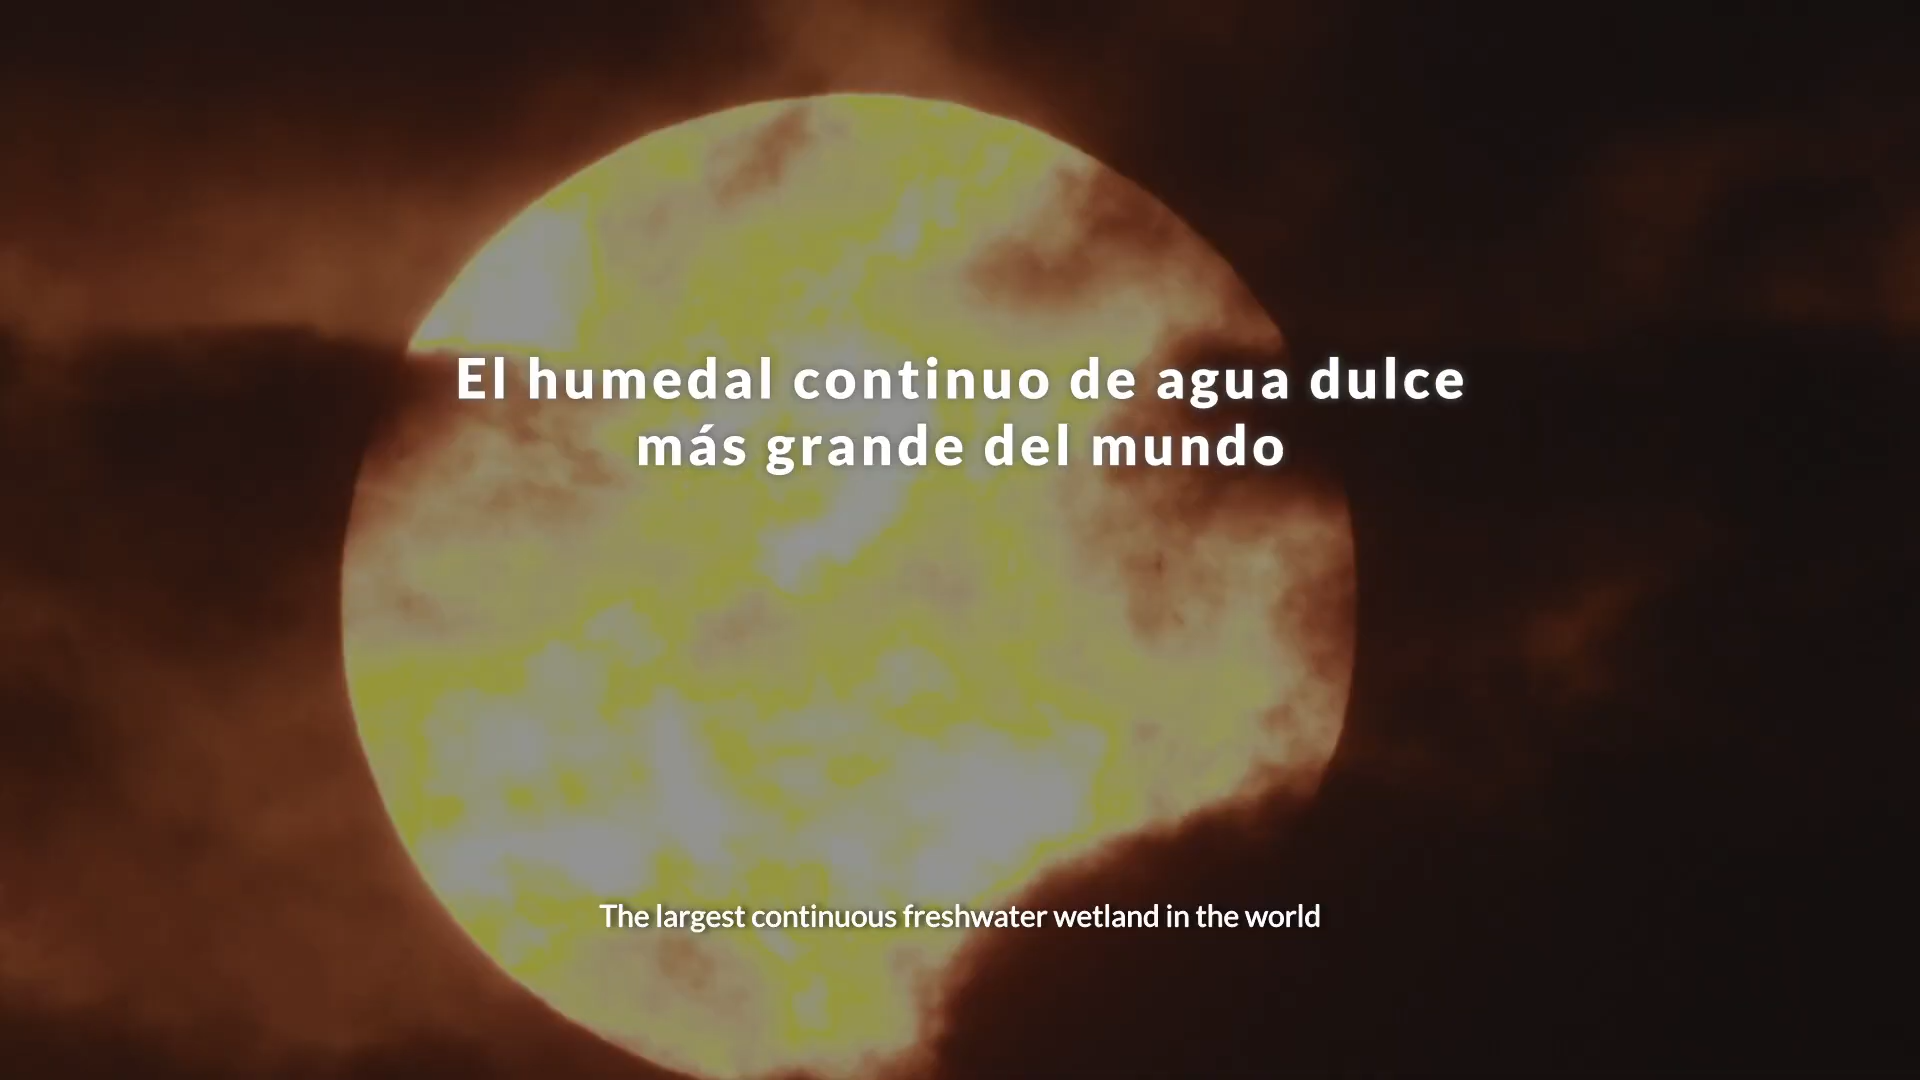 El humedal continuo de agua dulce
más grande del mundo
The largest continuous freshwater wetland in the world